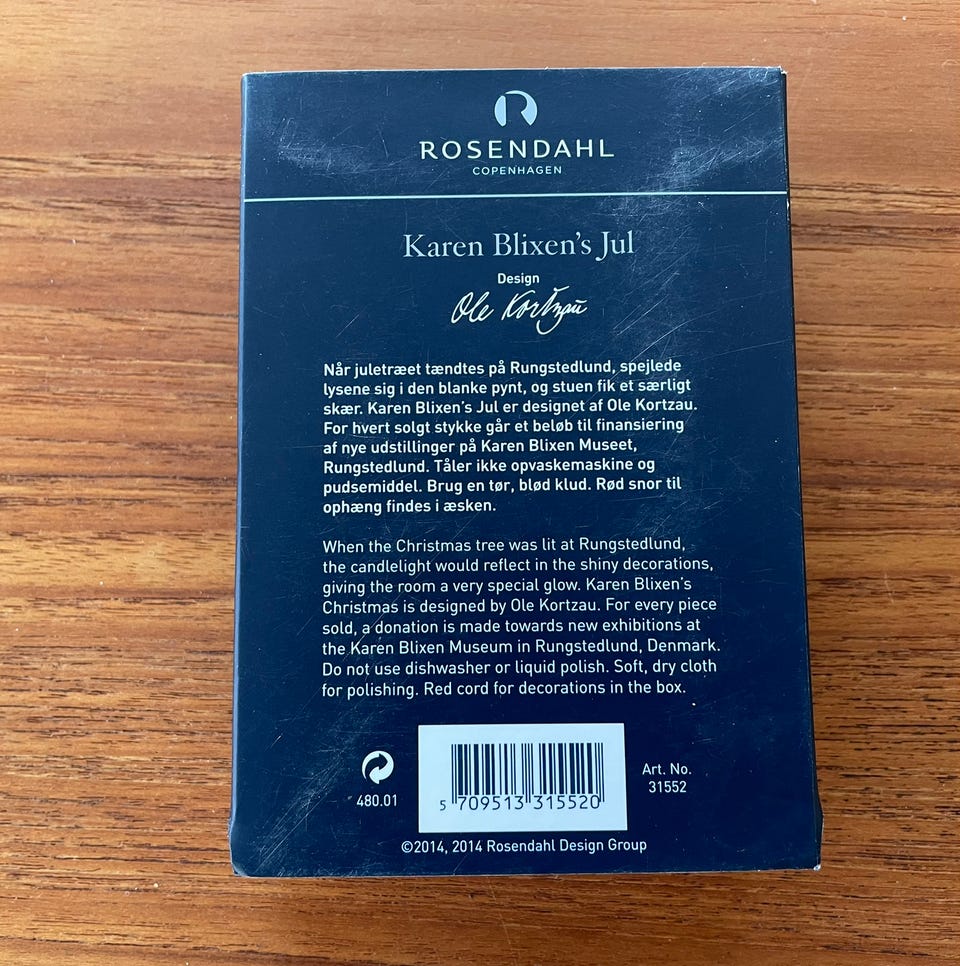 ROSENDAHL
COPENHAGEN
Karen Blixen's Jul
Design
Ole Kortzau
Når juletræet tændtes på Rungstedlund, spejlede
lysene sig i den blanke pynt, og stuen fik et særligt
skær. Karen Blixen's Jul er designet af Ole Kortzau.
For hvert solgt stykke går et beløb til finansiering
af nye udstillinger på Karen Blixen Museet,
Rungstedlund. Tåler ikke opvaskemaskine og
pudsemiddel. Brug en tør, blød klud. Rød snor til
ophæng findes i æsken.
When the Christmas tree was lit at Rungstedlund,
the candlelight would reflect in the shiny decorations,
giving the room a very special glow. Karen Blixen's
Christmas is designed by Ole Kortzau. For every piece
sold, a donation is made towards new exhibitions at
the Karen Blixen Museum in Rungstedlund, Denmark.
Do not use dishwasher or liquid polish. Soft, dry cloth
for polishing. Red cord for decorations in the box.
480.01
5 709513 315520
Art. No.
31552
©2014, 2014 Rosendahl Design Group